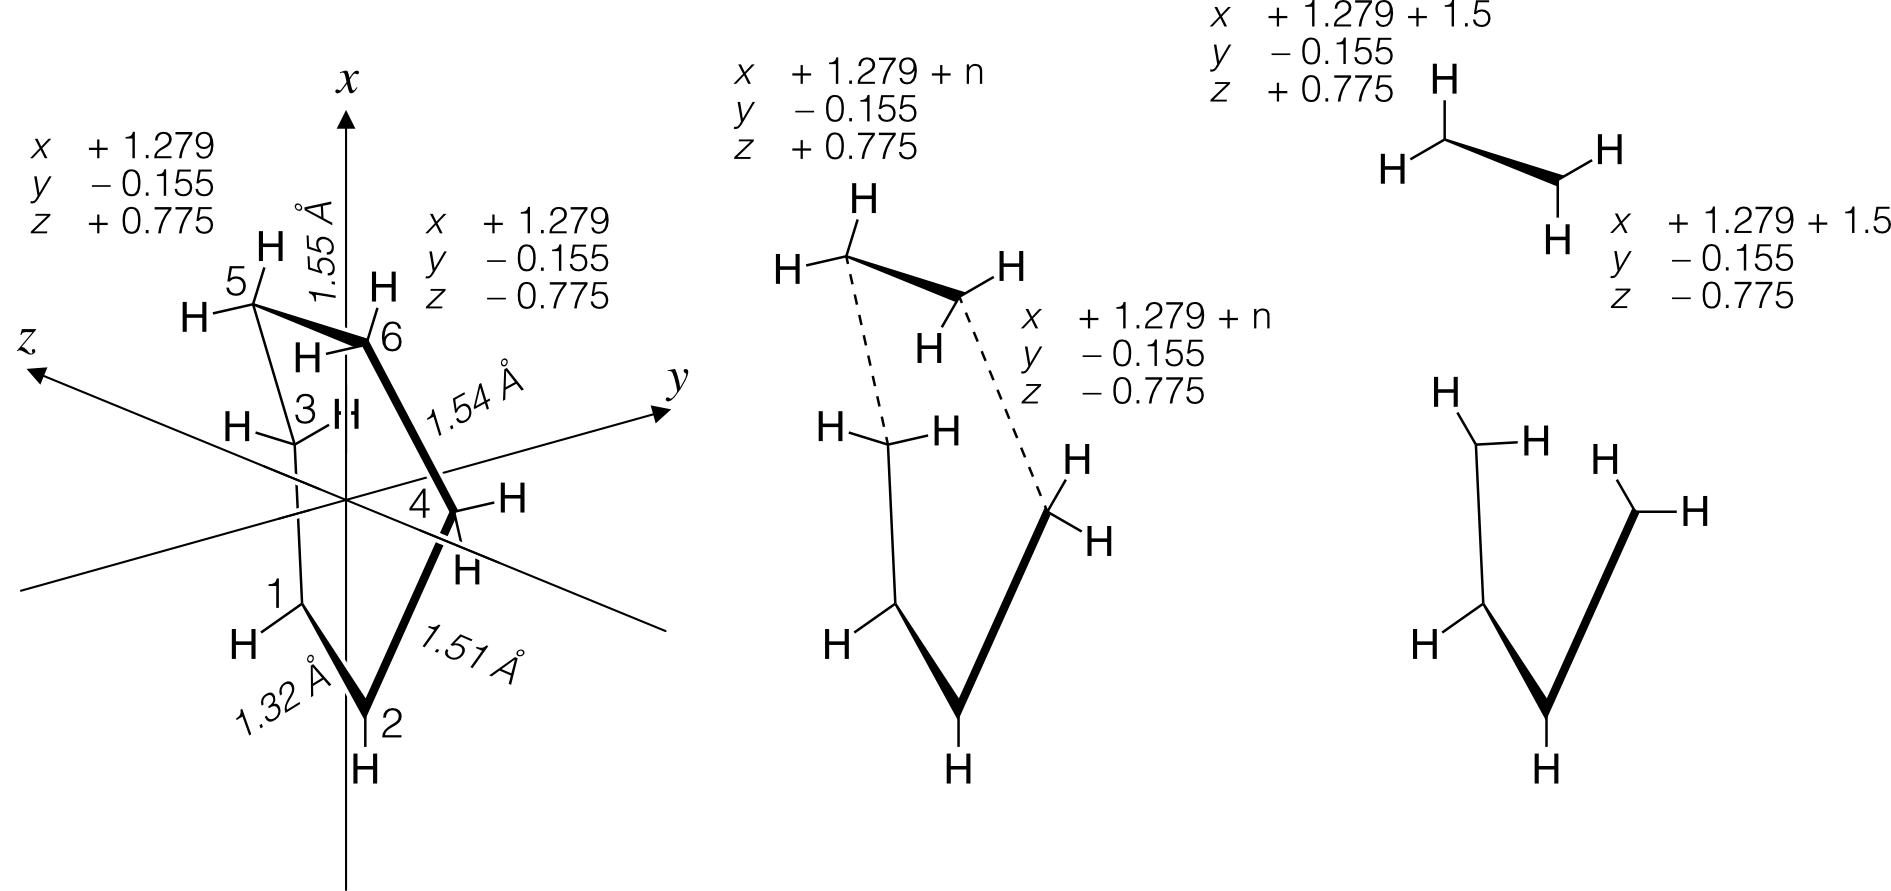 x
x + 1.279
y – 0.155
z + 0.775
1.55 Å
x + 1.279
y – 0.155
z – 0.775
H
5
H
H
6
H
z
y
1.54 Å
3
H
H
4
H
H
1
H
1.51 Å
1.32 Å
2
H
x + 1.279 + n
y – 0.155
z + 0.775
H
H
H
H
x + 1.279 + n
y – 0.155
z – 0.775
H
H
H
H
H
H
x + 1.279 + 1.5
y – 0.155
z + 0.775
H
H
H
H
x + 1.279 + 1.5
y – 0.155
z – 0.775
H
H
H
H
H
H